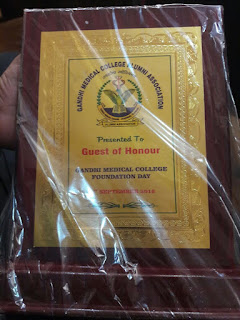 GANDHI MEDICAL COLLEGE ALUMNI ASSOCIATION
Presented To
Guest of Honour
GANDHI MEDICAL COLLEGE
FOUNDATION DAY
SEPTEMBER